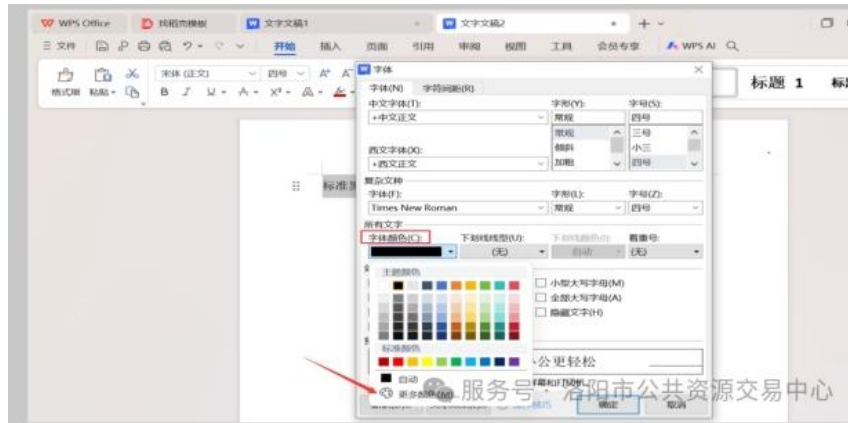 WPS Office 找稻壳模板 文字文稿1 文字文稿2
文件 开始 插入 页面 引用 审阅 视图 工具 会员专享 WPS AI
格式刷 粘贴 宋体 (正文) 四号
标题 1
字体
字体(N) 字符间距(R)
中文字体(T): 字形(Y): 字号(S):
+中文正文 常规 四号
常规 三号
倾斜 小三
西文字体(X):
+西文正文 加粗 四号
复杂文种
字体(F): 字形(L): 字号(Z):
Times New Roman 常规 四号
所有文字
字体颜色(C): 下划线线型(U): 下划线颜色(I): 着重号:
(无) 自动 (无)
主题颜色
小型大写字母(M)
全部大写字母(A)
隐藏文字(H)
标准颜色
公更轻松
自动
更多颜色(M)...
服务号 · 洛阳市公共资源交易中心
确定 取消